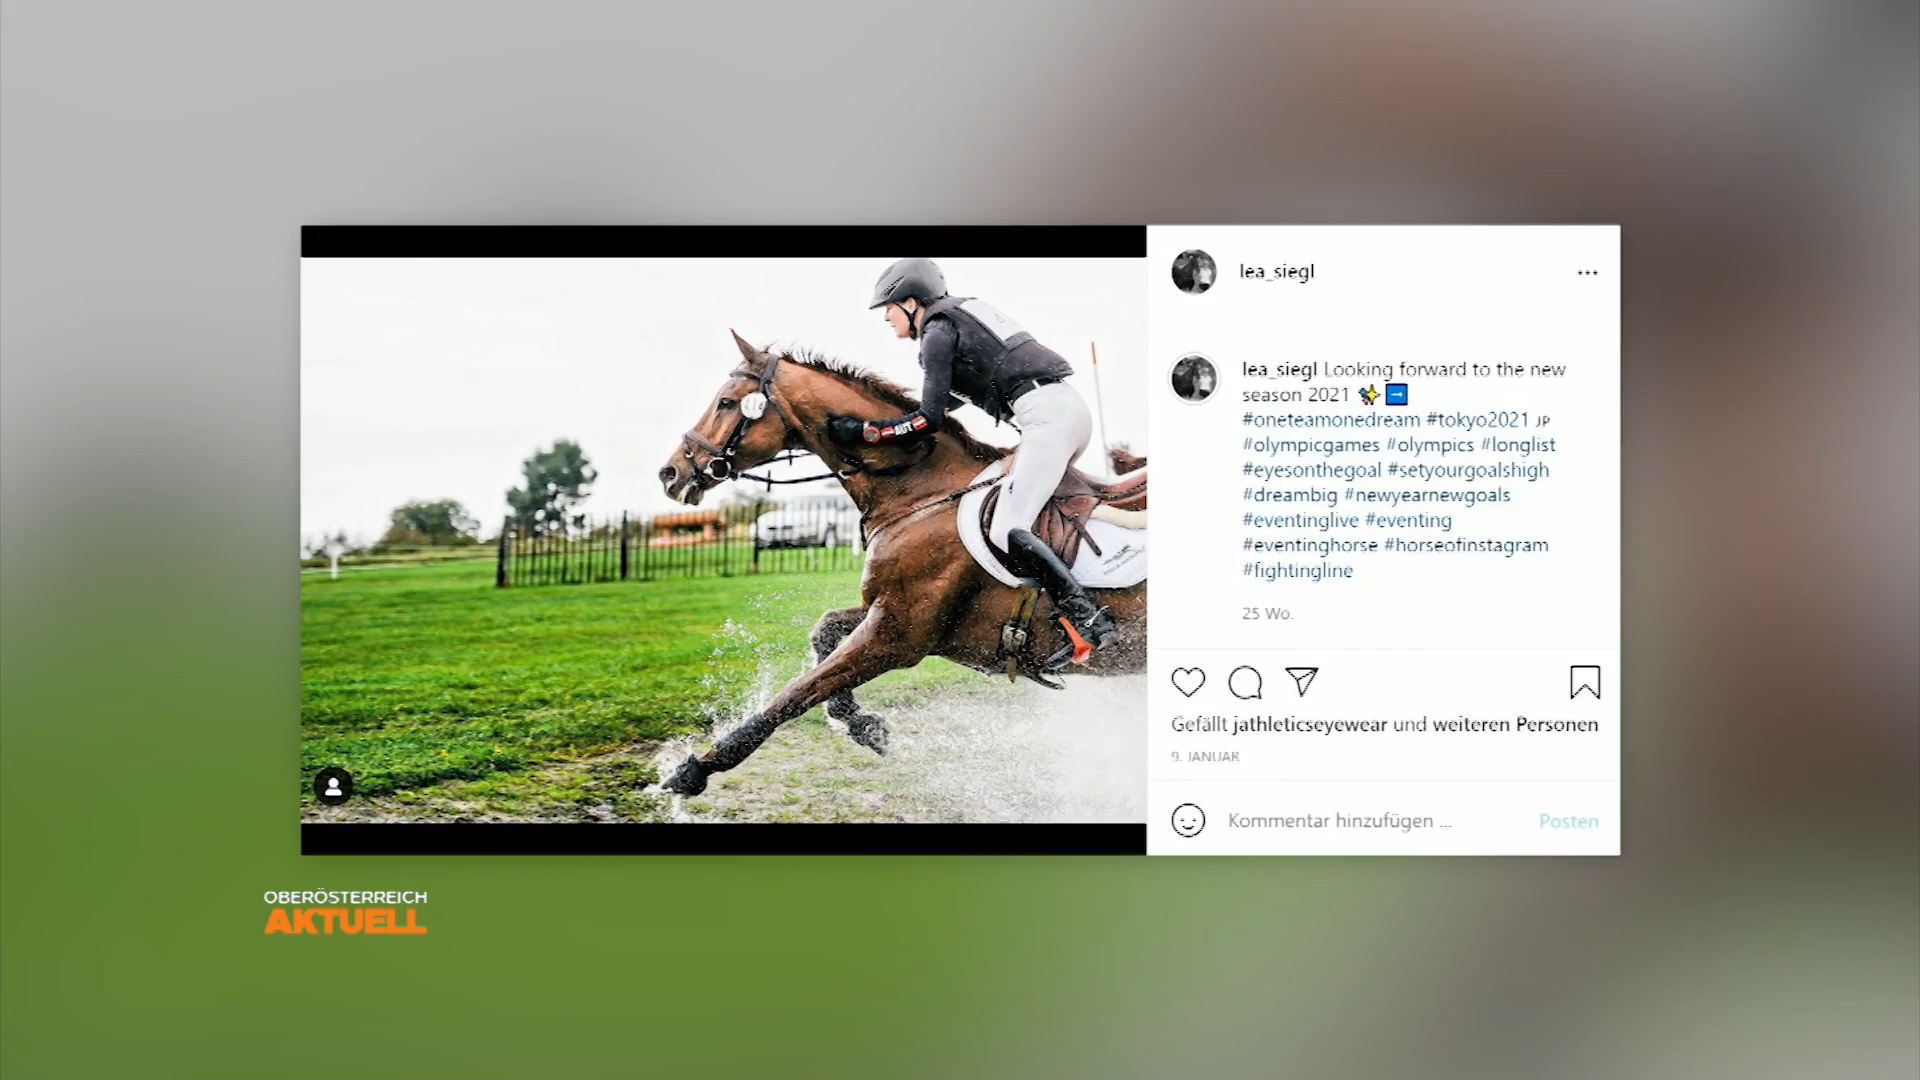 lea_siegl
lea_siegl Looking forward to the new
season 2021 ✨➡️
#oneteamonedream #tokyo2021 JP
#olympicgames #olympics #longlist
#eyesonthegoal #setyourgoalshigh
#dreambig #newyearnewgoals
#eventinglive #eventing
#eventinghorse #horseofinstagram
#fightingline
25 Wo.
Gefällt jathleticseyewear und weiteren Personen
9. JANUAR
Kommentar hinzufügen ...
Posten
AUT
OBERÖSTERREICH
AKTUELL